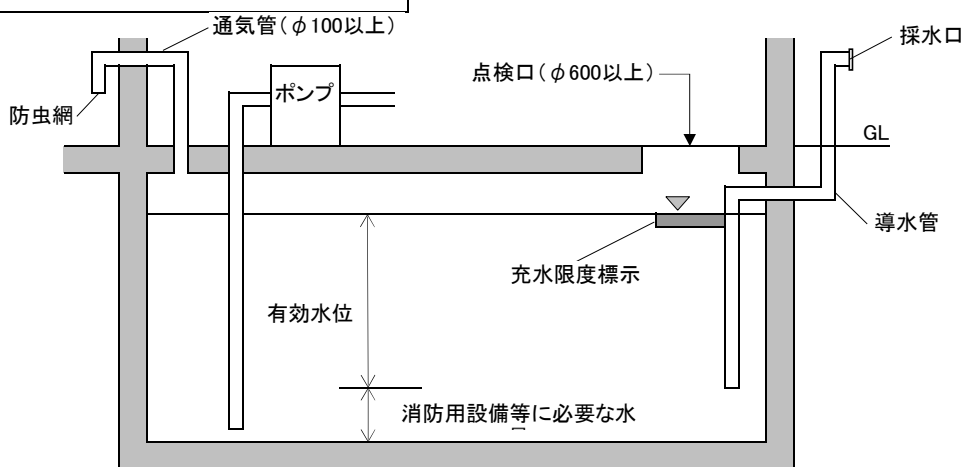 通気管(φ100以上)
採水口
点検口(φ600以上)
ポンプ
防虫網
GL
導水管
充水限度標示
有効水位
消防用設備等に必要な水